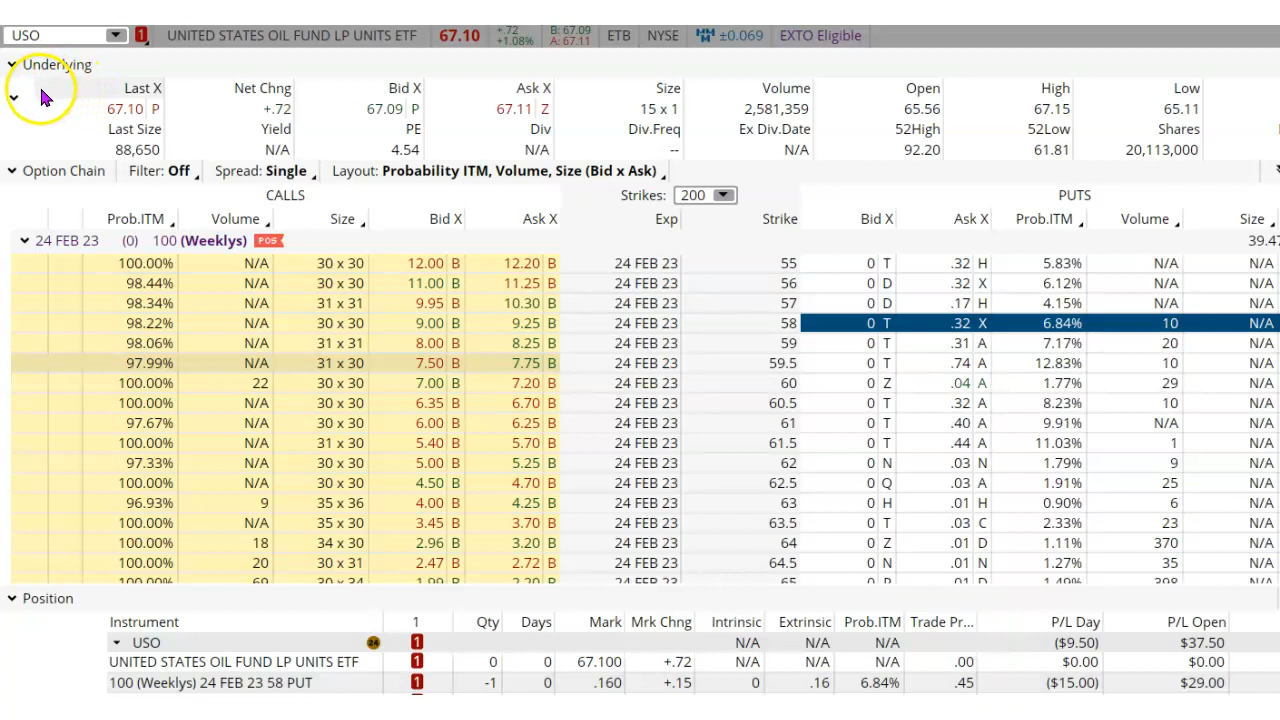 USO 1 UNITED STATES OIL FUND LP UNITS ETF 67.10 +.72 +1.08% B: 67.09 A: 67.11 ETB NYSE ±0.069 EXTO Eligible
Underlying
Last X Net Chng Bid X Ask X Size Volume Open High Low
67.10 P +.72 67.09 P 67.11 Z 15 x 1 2,581,359 65.56 67.15 65.11
Last Size Yield PE Div Div.Freq Ex Div.Date 52High 52Low Shares
88,650 N/A 4.54 N/A -- N/A 92.20 61.81 20,113,000
Option Chain Filter: Off Spread: Single Layout: Probability ITM, Volume, Size (Bid x Ask)
CALLS Strikes: 200 PUTS
Prob.ITM Volume Size Bid X Ask X Exp Strike Bid X Ask X Prob.ITM Volume Size
24 FEB 23 (0) 100 (Weeklys) POS 39.47
100.00% N/A 30 x 30 12.00 B 12.20 B 24 FEB 23 55 0 T .32 H 5.83% N/A N/A
98.44% N/A 30 x 30 11.00 B 11.25 B 24 FEB 23 56 0 D .32 X 6.12% N/A N/A
98.34% N/A 31 x 31 9.95 B 10.30 B 24 FEB 23 57 0 D .17 H 4.15% N/A N/A
98.22% N/A 30 x 30 9.00 B 9.25 B 24 FEB 23 58 0 T .32 X 6.84% 10 N/A
98.06% N/A 31 x 31 8.00 B 8.25 B 24 FEB 23 59 0 T .31 A 7.17% 20 N/A
97.99% N/A 31 x 30 7.50 B 7.75 B 24 FEB 23 59.5 0 T .74 A 12.83% 10 N/A
100.00% 22 30 x 30 7.00 B 7.20 B 24 FEB 23 60 0 Z .04 A 1.77% 29 N/A
100.00% N/A 30 x 30 6.35 B 6.70 B 24 FEB 23 60.5 0 T .32 A 8.23% 10 N/A
97.67% N/A 30 x 30 6.00 B 6.25 B 24 FEB 23 61 0 T .40 A 9.91% N/A N/A
100.00% N/A 31 x 30 5.40 B 5.70 B 24 FEB 23 61.5 0 T .44 A 11.03% 1 N/A
97.33% N/A 30 x 30 5.00 B 5.25 B 24 FEB 23 62 0 N .03 N 1.79% 9 N/A
100.00% N/A 30 x 30 4.50 B 4.70 B 24 FEB 23 62.5 0 Q .03 A 1.91% 25 N/A
96.93% 9 35 x 36 4.00 B 4.25 B 24 FEB 23 63 0 H .01 H 0.90% 6 N/A
100.00% N/A 35 x 30 3.45 B 3.70 B 24 FEB 23 63.5 0 T .03 C 2.33% 23 N/A
100.00% 18 34 x 30 2.96 B 3.20 B 24 FEB 23 64 0 Z .01 D 1.11% 370 N/A
100.00% 20 30 x 31 2.47 B 2.72 B 24 FEB 23 64.5 0 N .01 N 1.27% 35 N/A
100.00% 69 30 x 34 1.99 B 2.20 B 24 FEB 23 65 .01 D 1.49% 398 N/A
Position
Instrument 1 Qty Days Mark Mrk Chng Intrinsic Extrinsic Prob.ITM Trade Pr... P/L Day P/L Open
USO 24 1 N/A N/A N/A ($9.50) $37.50
UNITED STATES OIL FUND LP UNITS ETF 1 0 0 67.100 +.72 N/A N/A N/A .00 $0.00 $0.00
100 (Weeklys) 24 FEB 23 58 PUT 1 -1 0 .160 +.15 0 .16 6.84% .45 ($15.00) $29.00